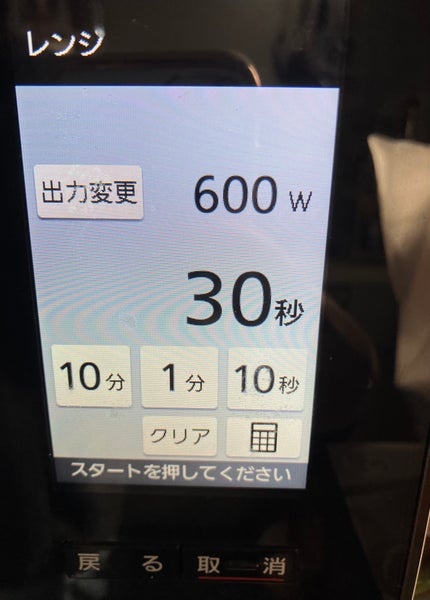 レンジ
出力変更 600 W
30秒
10分 1分 10秒
クリア
スタートを押してください
戻る 取消